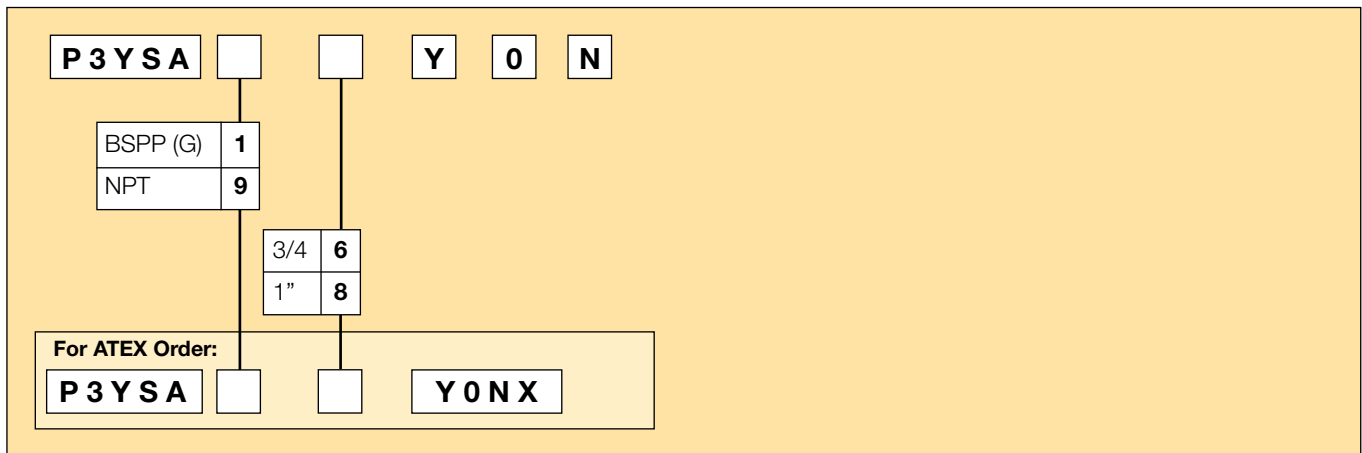 P3YSA Y 0 N
BSPP (G) 1
NPT 9
3/4 6
1” 8
For ATEX Order:
P3YSA Y0NX